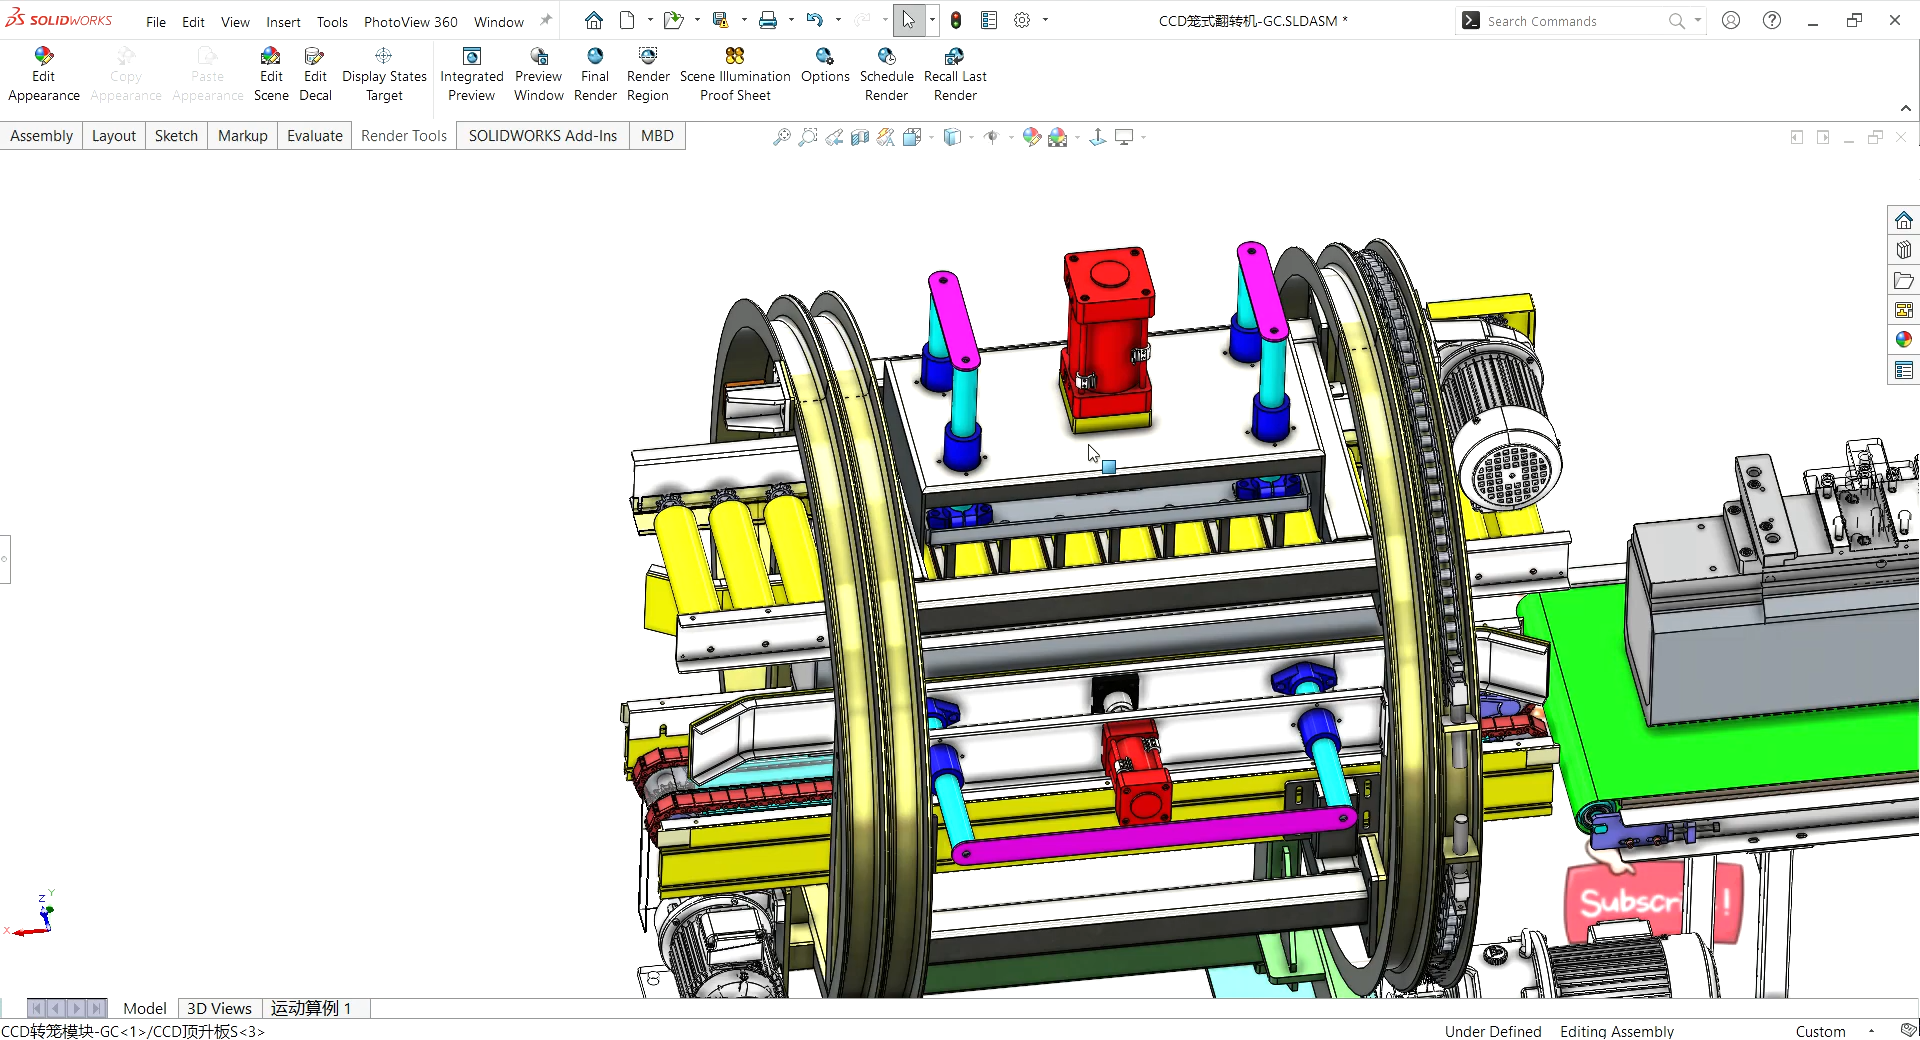 SOLIDWORKS File Edit View Insert Tools PhotoView 360 Window CCD笼式翻转机-GC.SLDASM * Search Commands
Edit Appearance
Copy Appearance
Paste Appearance
Edit Scene
Edit Decal
Display States Target
Integrated Preview
Preview Window
Final Render
Render Region
Scene Illumination Proof Sheet
Options
Schedule Render
Recall Last Render
Assembly Layout Sketch Markup Evaluate Render Tools SOLIDWORKS Add-Ins MBD
Subscri !
Z Y
X
Model 3D Views 运动算例 1
CCD转笼模块-GC<1>/CCD顶升板S<3> Under Defined Editing Assembly Custom